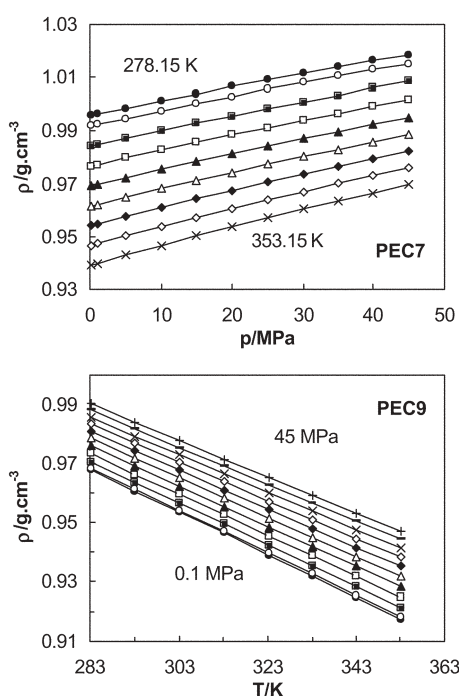 1.03
1.01
278.15 K
0.99
ρ/g.cm-3
0.97
0.95
353.15 K
PEC7
0.93
0 10 20 30 40 50
p/MPa
0.99
PEC9
45 MPa
0.97
ρ/g.cm-3
0.95
0.93
0.1 MPa
0.91
283 303 323 343 363
T/K